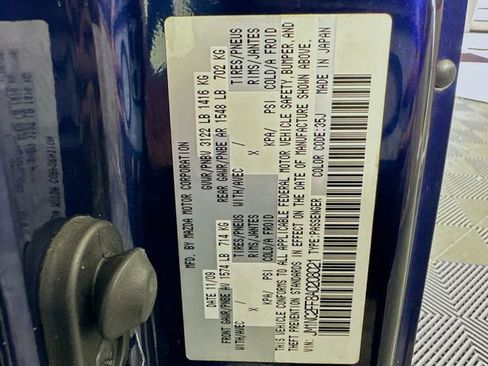 MFD. BY MAZDA MOTOR CORPORATION
DATE 11/09 GVWR/PNBV 3122 LB 1416 KG
FRONT GAWR/PNBE AV 1574 LB 714 KG REAR GAWR/PNBE AR 1548 LB 702 KG
WITH/AVEC TIRES/PNEUS WITH/AVEC TIRES/PNEUS
/ X RIMS/JANTES / X RIMS/JANTES
KPA/ PSI COLD/A FROID KPA/ PSI COLD/A FROID
THIS VEHICLE CONFORMS TO ALL APPLICABLE FEDERAL MOTOR VEHICLE SAFETY, BUMPER, AND
THEFT PREVENTION STANDARDS IN EFFECT ON THE DATE OF MANUFACTURE SHOWN ABOVE.
VIN: JM1NC2FF8A0203021 TYPE:PASSENGER COLOR CODE:35J MADE IN JAPAN